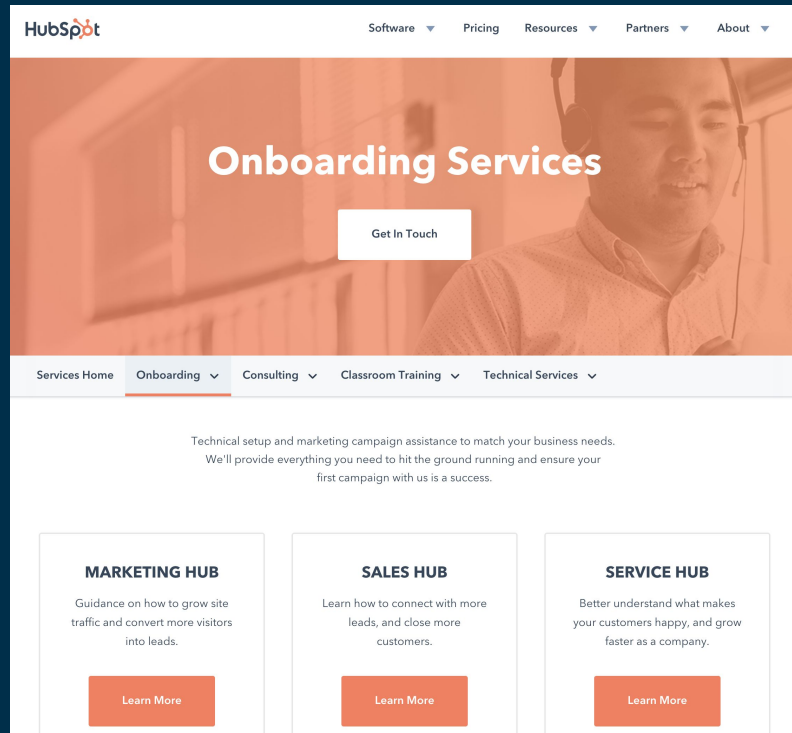 HubSpot
Software Pricing Resources Partners About
Onboarding Services
Get In Touch
Services Home Onboarding Consulting Classroom Training Technical Services
Technical setup and marketing campaign assistance to match your business needs.
We'll provide everything you need to hit the ground running and ensure your
first campaign with us is a success.
MARKETING HUB
Guidance on how to grow site
traffic and convert more visitors
into leads.
Learn More
SALES HUB
Learn how to connect with more
leads, and close more
customers.
Learn More
SERVICE HUB
Better understand what makes
your customers happy, and grow
faster as a company.
Learn More